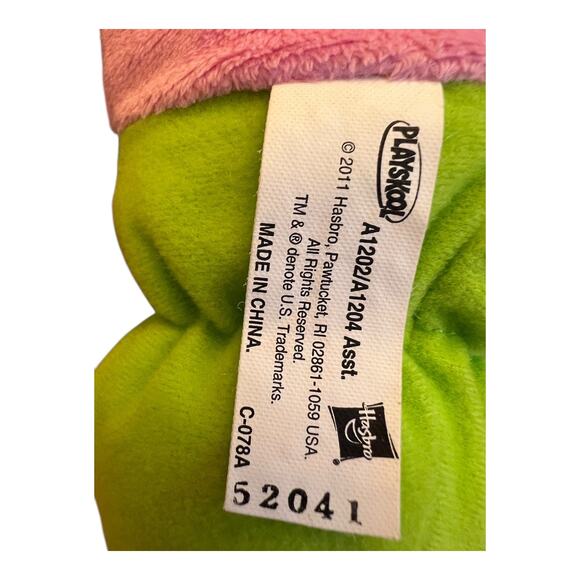 PLAYSKOOL
A1202/A1204 Asst.
© 2011 Hasbro, Pawtucket, RI 02861-1059 USA.
All Rights Reserved.
TM & ® denote U.S. Trademarks.
MADE IN CHINA.
Hasbro
C-078A
52041